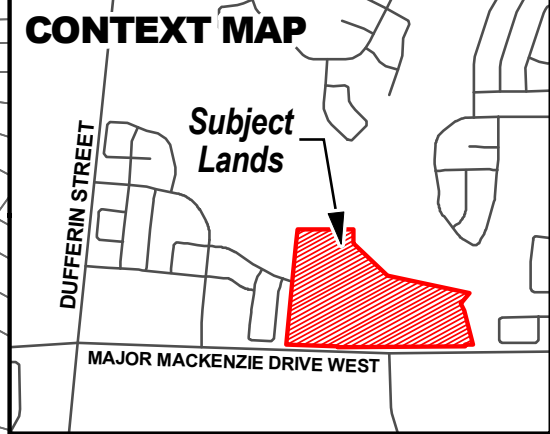 CONTEXT MAP
Subject
Lands
DUFFERIN STREET
MAJOR MACKENZIE DRIVE WEST